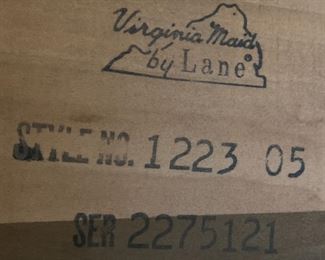 Virginia Maid
by Lane®
STYLE NO. 1223 05
SER 2275121